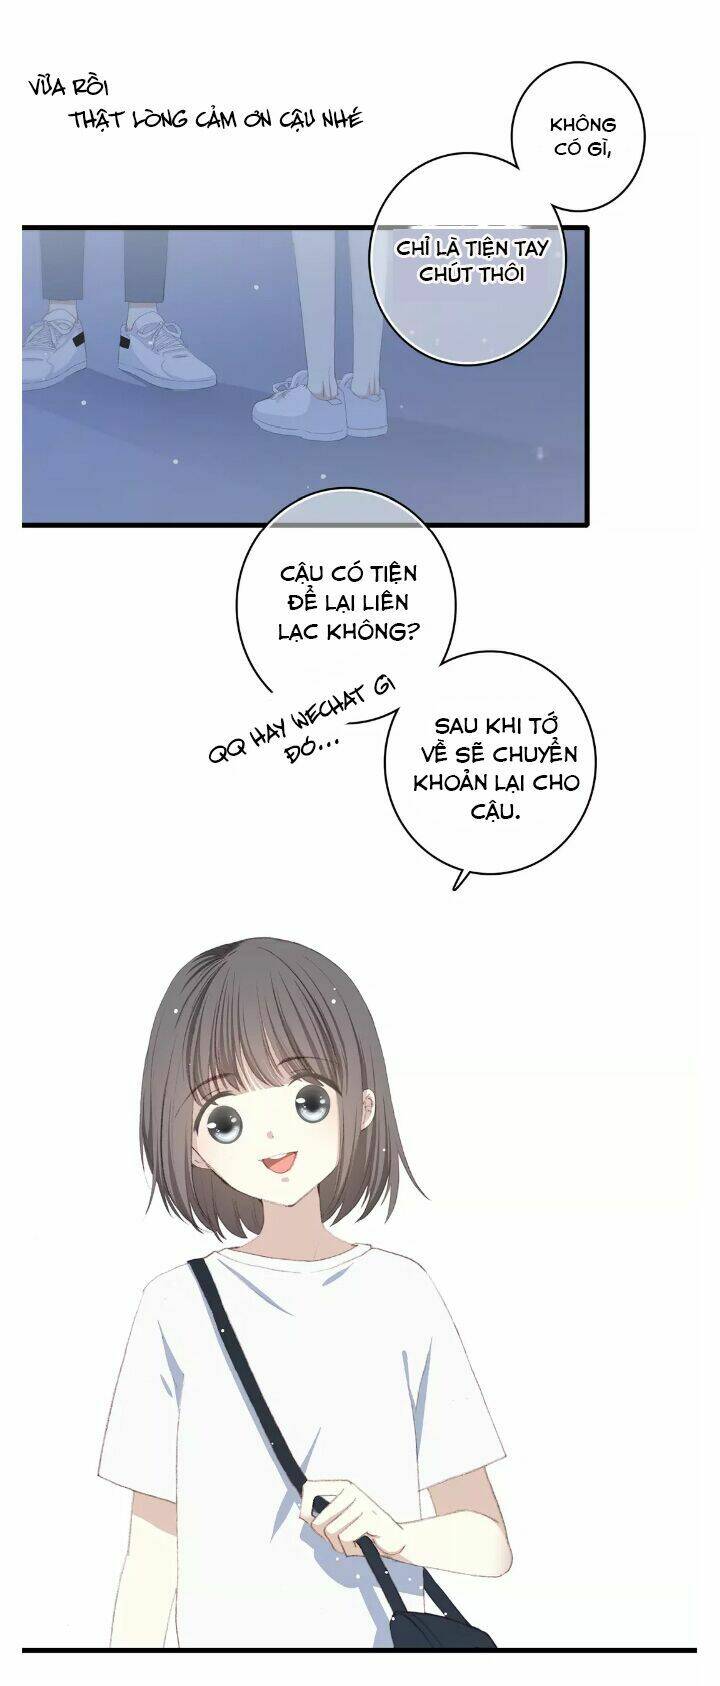 VỪA RỒI
THẬT LÒNG CẢM ƠN CẬU NHÉ
KHÔNG
CÓ GÌ,
CHỈ LÀ TIỆN TAY
CHÚT THÔI
CẬU CÓ TIỆN
ĐỂ LẠI LIÊN
LẠC KHÔNG?
QQ HAY WECHAT GÌ
ĐÓ...
SAU KHI TỚ
VỀ SẼ CHUYỂN
KHOẢN LẠI CHO
CẬU.